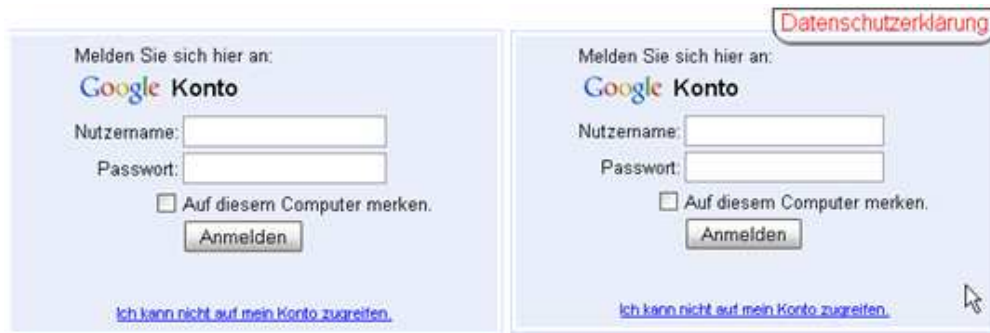 Datenschutzerklärung
Melden Sie sich hier an:
Google Konto
Nutzername:
Passwort:
Auf diesem Computer merken.
Anmelden
Ich kann nicht auf mein Konto zugreifen.
Melden Sie sich hier an:
Google Konto
Nutzername:
Passwort:
Auf diesem Computer merken.
Anmelden
Ich kann nicht auf mein Konto zugreifen.